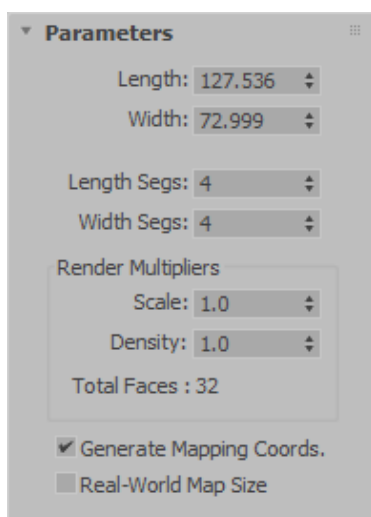 Parameters
Length: 127.536
Width: 72.999
Length Segs: 4
Width Segs: 4
Render Multipliers
Scale: 1.0
Density: 1.0
Total Faces : 32
Generate Mapping Coords.
Real-World Map Size